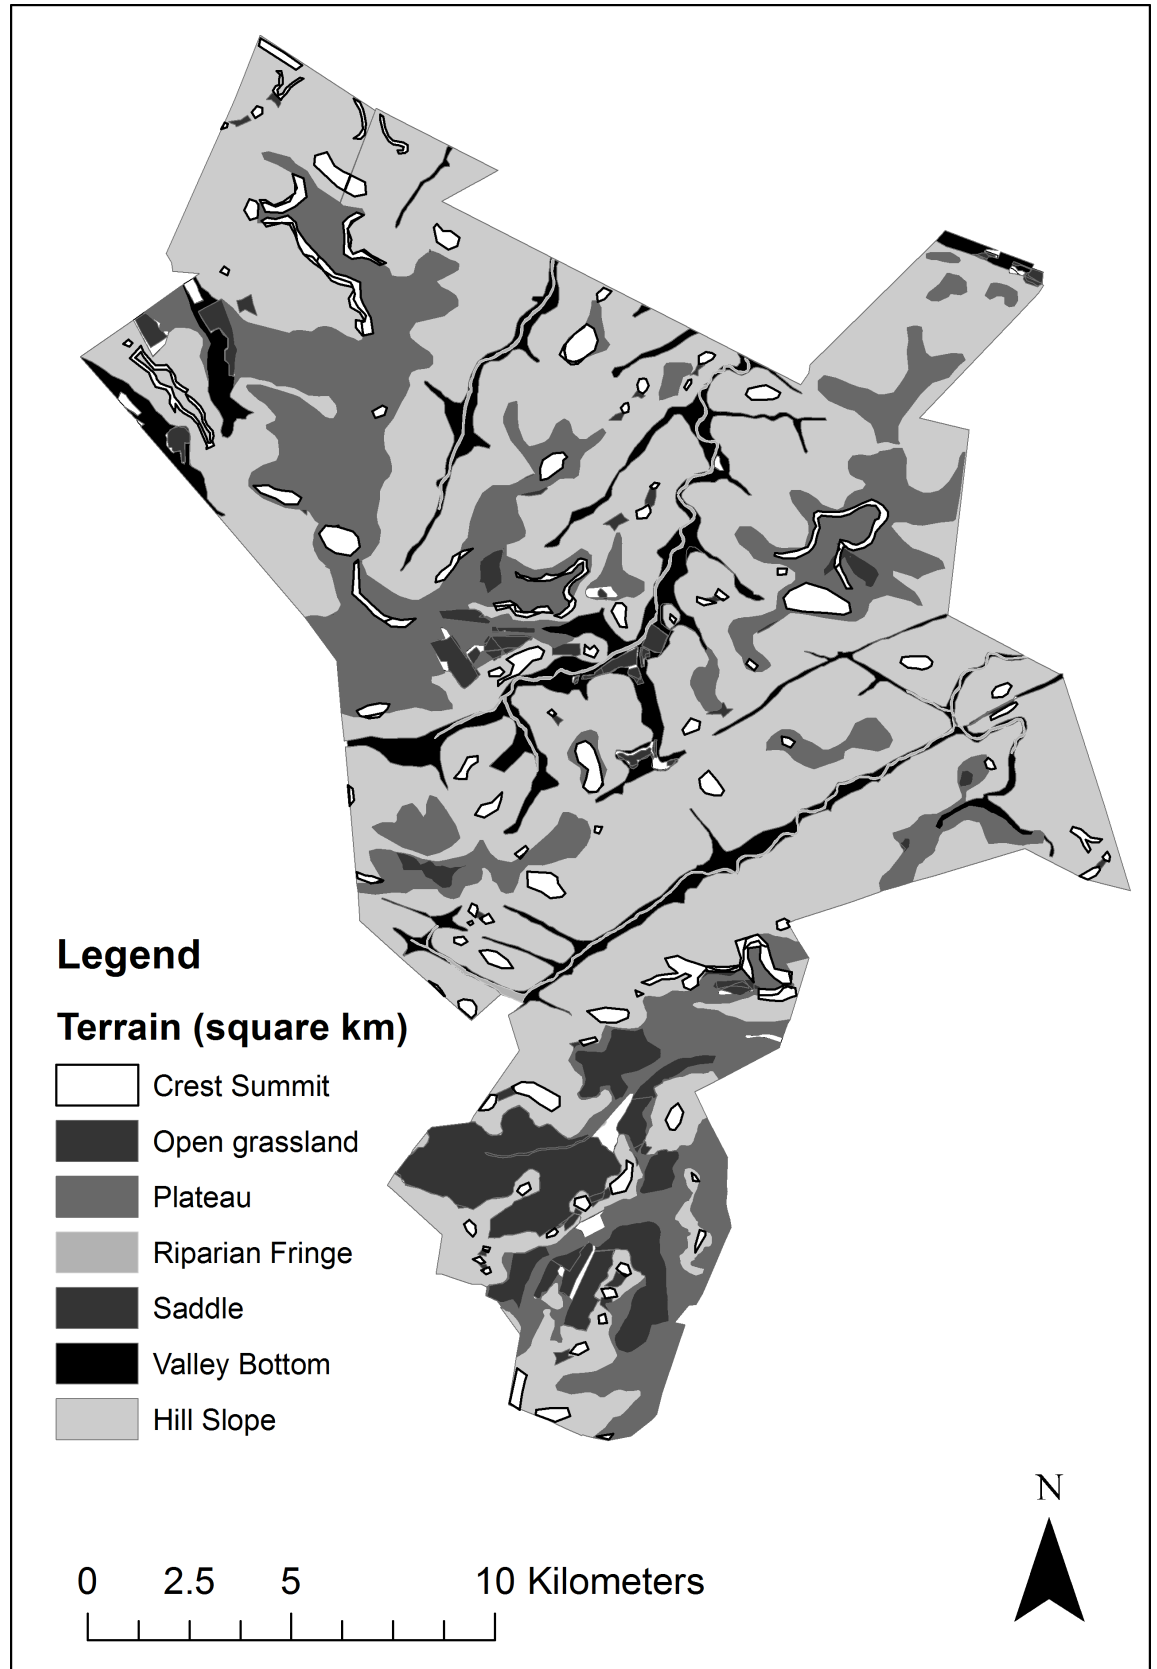 Legend
Terrain (square km)
Crest Summit
Open grassland
Plateau
Riparian Fringe
Saddle
Valley Bottom
Hill Slope
N
0 2.5 5 10 Kilometers